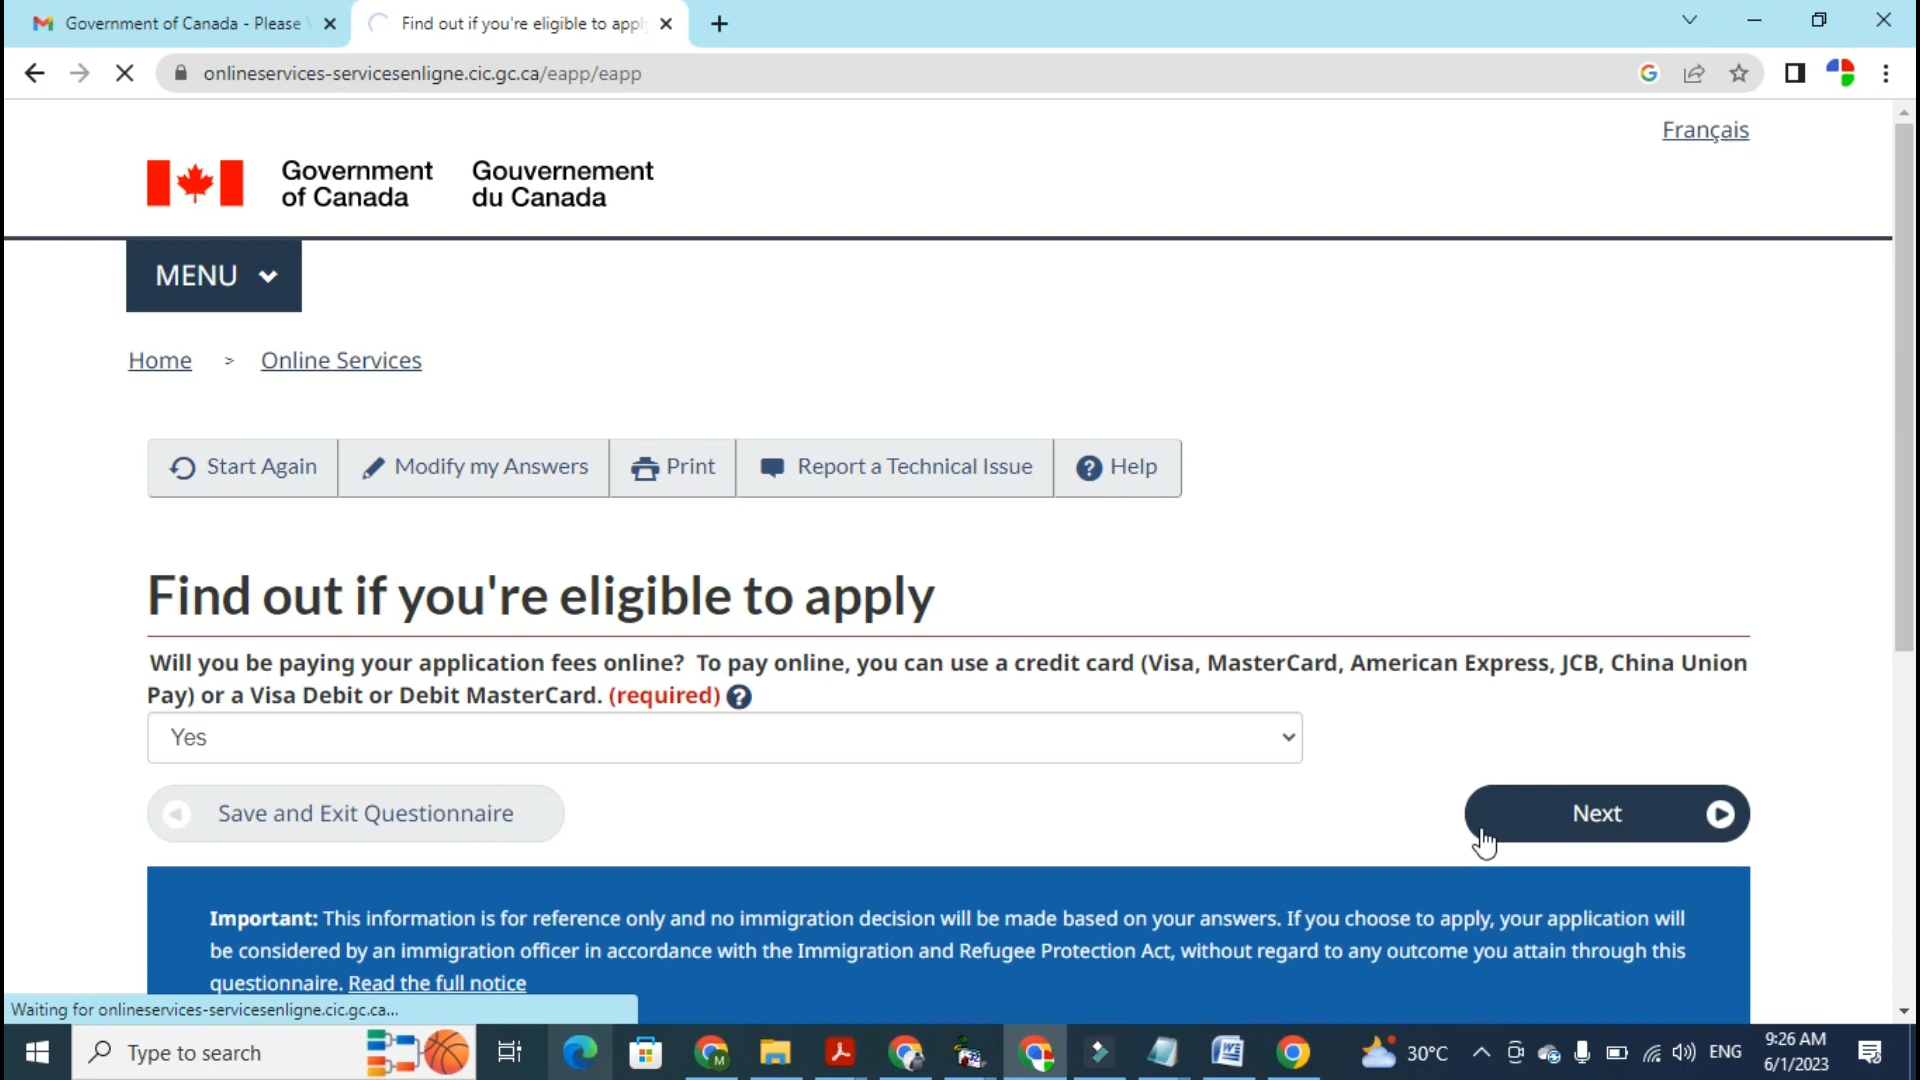 Government of Canada - Please
Find out if you're eligible to appl
onlineservices-servicesenligne.cic.gc.ca/eapp/eapp
Français
Government of Canada
Gouvernement du Canada
MENU
Home > Online Services
Start Again
Modify my Answers
Print
Report a Technical Issue
Help
Find out if you're eligible to apply
Will you be paying your application fees online? To pay online, you can use a credit card (Visa, MasterCard, American Express, JCB, China Union
Pay) or a Visa Debit or Debit MasterCard. (required)
Yes
Save and Exit Questionnaire
Next
Important: This information is for reference only and no immigration decision will be made based on your answers. If you choose to apply, your application will
be considered by an immigration officer in accordance with the Immigration and Refugee Protection Act, without regard to any outcome you attain through this
questionnaire. Read the full notice
Waiting for onlineservices-servicesenligne.cic.gc.ca...
Type to search
30°C
ENG
9:26 AM
6/1/2023